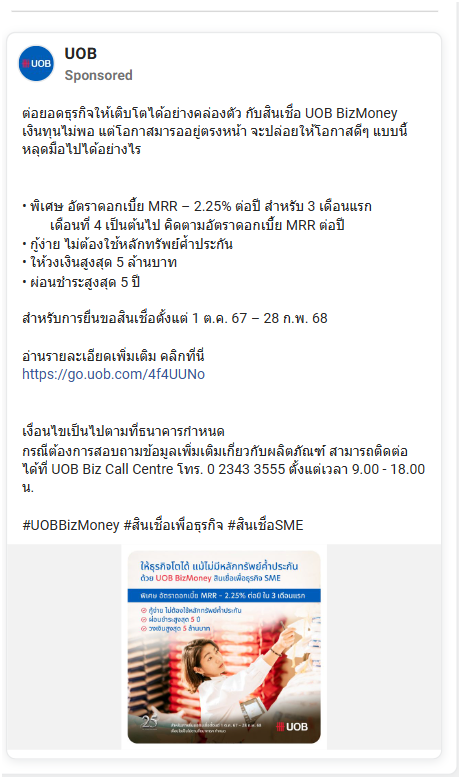 UOB
UOB
Sponsored
ต่อยอดธุรกิจให้เติบโตได้อย่างคล่องตัว กับสินเชื่อ UOB BizMoney
เงินทุนไม่พอ แต่โอกาสมารออยู่ตรงหน้า จะปล่อยให้โอกาสดีๆ แบบนี้
หลุดมือไปได้อย่างไร
• พิเศษ อัตราดอกเบี้ย MRR – 2.25% ต่อปี สำหรับ 3 เดือนแรก
เดือนที่ 4 เป็นต้นไป คิดตามอัตราดอกเบี้ย MRR ต่อปี
• กู้ง่าย ไม่ต้องใช้หลักทรัพย์ค้ำประกัน
• ให้วงเงินสูงสุด 5 ล้านบาท
• ผ่อนชำระสูงสุด 5 ปี
สำหรับการยื่นขอสินเชื่อตั้งแต่ 1 ต.ค. 67 – 28 ก.พ. 68
อ่านรายละเอียดเพิ่มเติม คลิกที่นี่
https://go.uob.com/4f4UUNo
เงื่อนไขเป็นไปตามที่ธนาคารกำหนด
กรณีต้องการสอบถามข้อมูลเพิ่มเติมเกี่ยวกับผลิตภัณฑ์ สามารถติดต่อ
ได้ที่ UOB Biz Call Centre โทร. 0 2343 3555 ตั้งแต่เวลา 9.00 - 18.00
น.
#UOBBizMoney #สินเชื่อเพื่อธุรกิจ #สินเชื่อSME
ให้ธุรกิจโตได้ แม้ไม่มีหลักทรัพย์ค้ำประกัน
ด้วย UOB BizMoney สินเชื่อเพื่อธุรกิจ SME
พิเศษ อัตราดอกเบี้ย MRR – 2.25% ต่อปี ใน 3 เดือนแรก
กู้ง่าย ไม่ต้องใช้หลักทรัพย์ค้ำประกัน
ผ่อนชำระสูงสุด 5 ปี
วงเงินสูงสุด 5 ล้านบาท
25
UOB